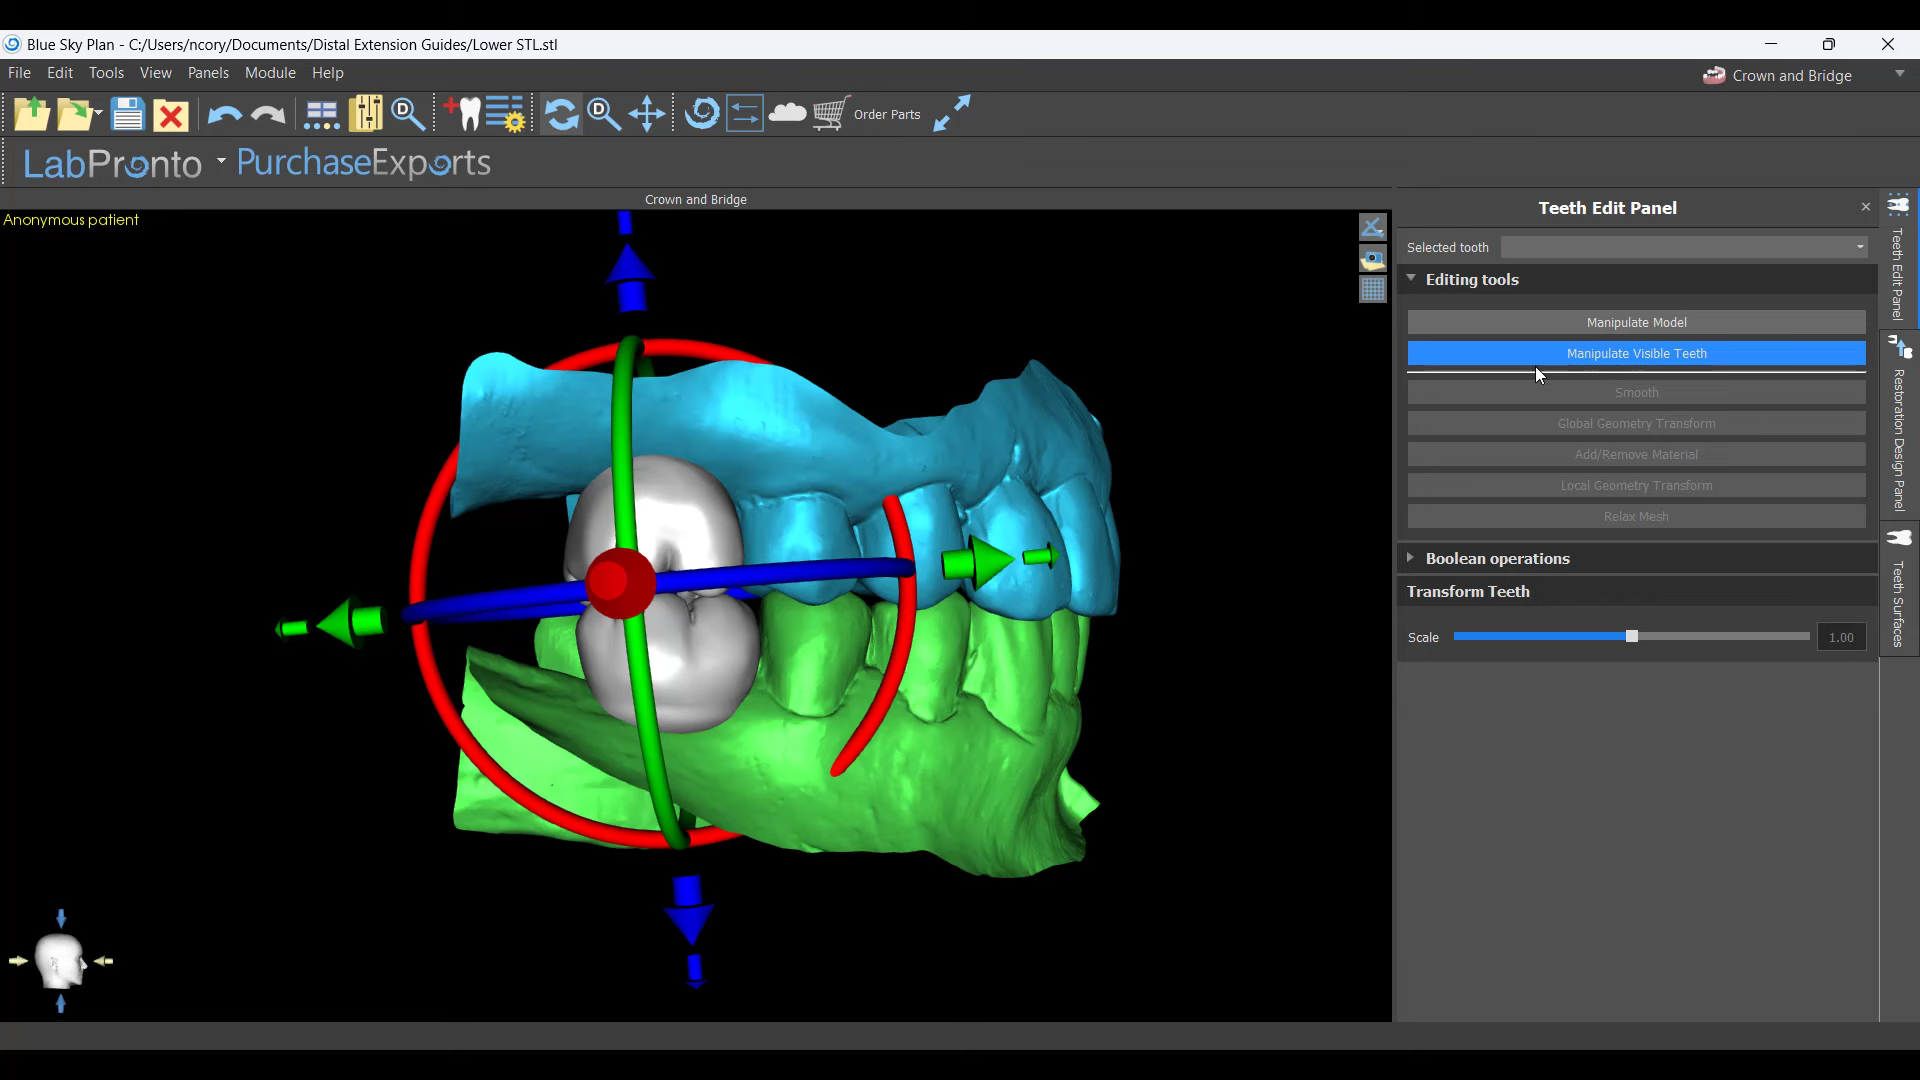 Blue Sky Plan - C:/Users/ncory/Documents/Distal Extension Guides/Lower STL.stl
File Edit Tools View Panels Module Help
Crown and Bridge
Order Parts
LabPronto PurchaseExports
Crown and Bridge
Anonymous patient
Teeth Edit Panel
Selected tooth
Editing tools
Manipulate Model
Manipulate Visible Teeth
Smooth
Global Geometry Transform
Add/Remove Material
Local Geometry Transform
Relax Mesh
Boolean operations
Transform Teeth
Scale 1.00
Teeth Edit Panel
Restoration Design Panel
Teeth Surfaces